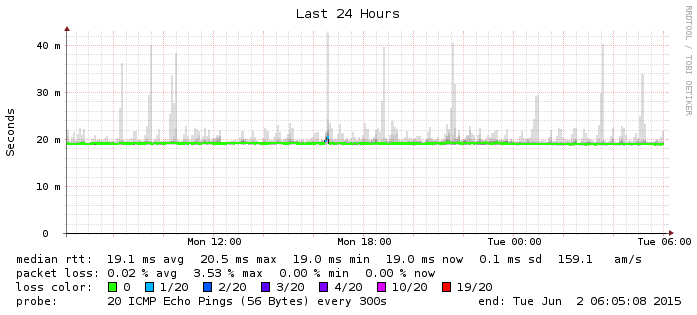 Last 24 Hours
RRDTOOL / TOBI OETIKER
Seconds
40 m
30 m
20 m
10 m
0
Mon 12:00 Mon 18:00 Tue 00:00 Tue 06:00
median rtt: 19.1 ms avg 20.5 ms max 19.0 ms min 19.0 ms now 0.1 ms sd 159.1 am/s
packet loss: 0.02 % avg 3.53 % max 0.00 % min 0.00 % now
loss color: 0 1/20 2/20 3/20 4/20 10/20 19/20
probe: 20 ICMP Echo Pings (56 Bytes) every 300s end: Tue Jun 2 06:05:08 2015